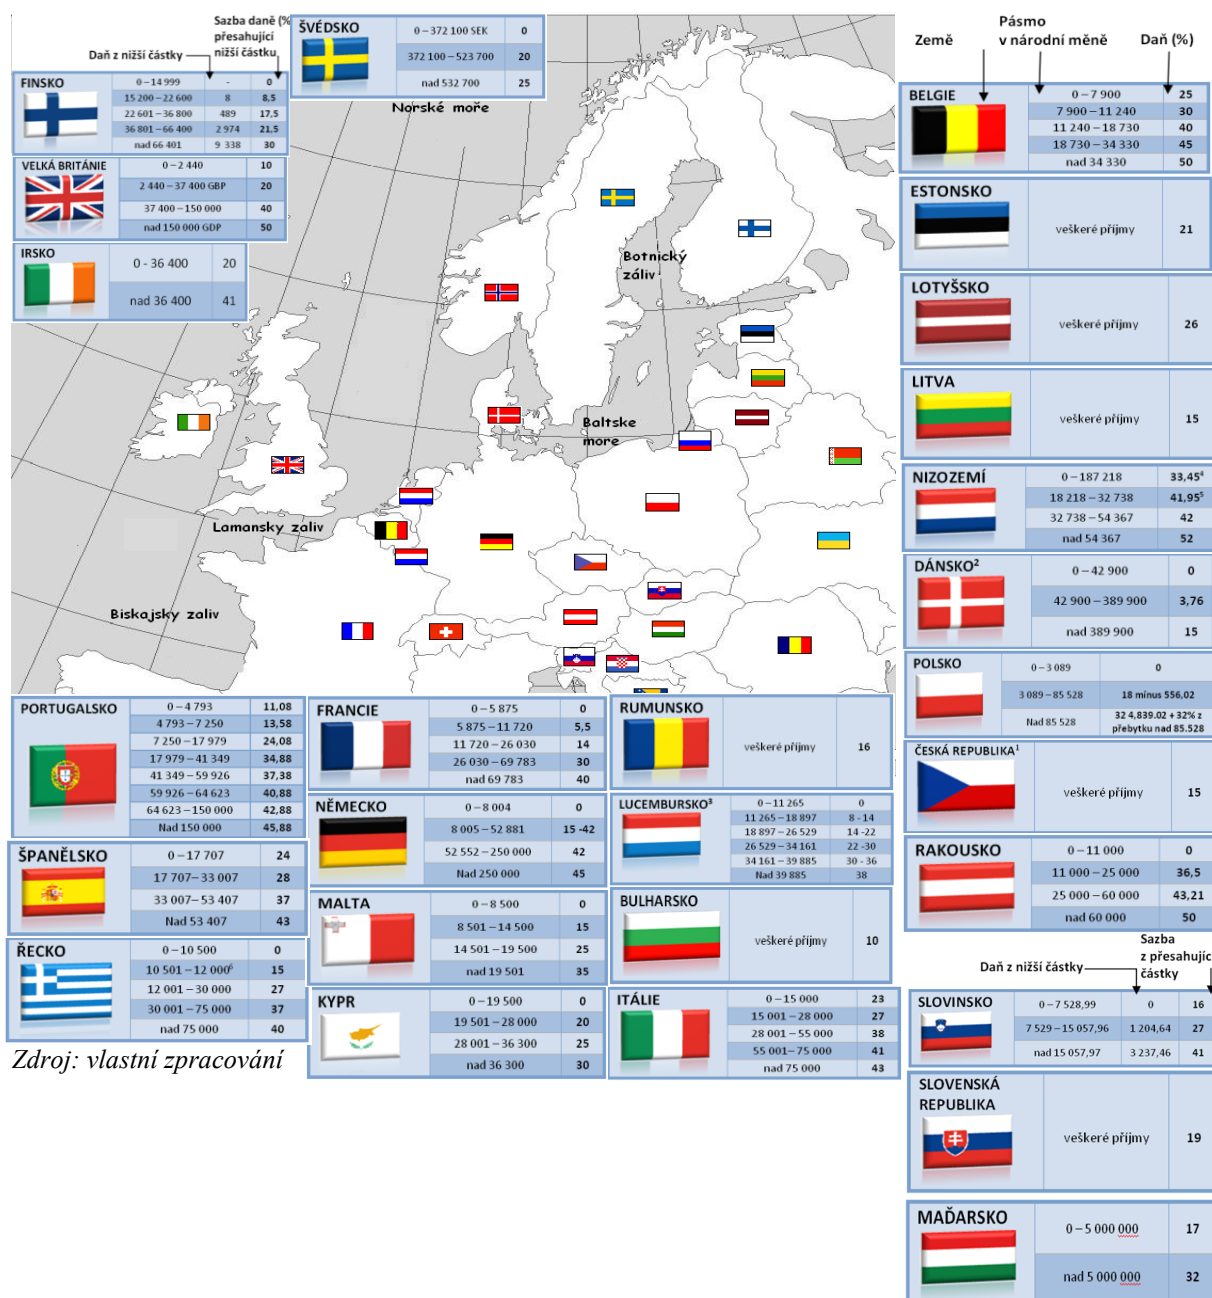 Sazba daně (%
přesahující
nižší částku
Daň z nižší částky
FINSKO
0 – 14 999 - 0
15 200 – 22 600 8 8,5
22 601 – 36 800 489 17,5
36 801 – 66 400 2 974 21,5
nad 66 401 9 338 30
ŠVÉDSKO
0 – 372 100 SEK 0
372 100 – 523 700 20
nad 532 700 25
VELKÁ BRITÁNIE
0 – 2 440 10
2 440 – 37 400 GBP 20
37 400 – 150 000 40
nad 150 000 GDP 50
IRSKO
0 - 36 400 20
nad 36 400 41
Norské moře
Botnický
záliv
Baltske
more
Lamansky zaliv
Biskajsky zaliv
Země
Pásmo
v národní měně
Daň (%)
BELGIE
0 – 7 900 25
7 900 – 11 240 30
11 240 – 18 730 40
18 730 – 34 330 45
nad 34 330 50
ESTONSKO
veškeré příjmy 21
LOTYŠSKO
veškeré příjmy 26
LITVA
veškeré příjmy 15
NIZOZEMÍ
0 – 187 218 33,45⁴
18 218 – 32 738 41,95⁵
32 738 – 54 367 42
nad 54 367 52
DÁNSKO²
0 – 42 900 0
42 900 – 389 900 3,76
nad 389 900 15
POLSKO
0 – 3 089 0
3 089 – 85 528 18 mínus 556,02
Nad 85 528 32 4,839.02 + 32% z
přebytku nad 85.528
ČESKÁ REPUBLIKA¹
veškeré příjmy 15
RAKOUSKO
0 – 11 000 0
11 000 – 25 000 36,5
25 000 – 60 000 43,21
nad 60 000 50
PORTUGALSKO
0 – 4 793 11,08
4 793 – 7 250 13,58
7 250 – 17 979 24,08
17 979 – 41 349 34,88
41 349 – 59 926 37,38
59 926 – 64 623 40,88
64 623 – 150 000 42,88
Nad 150 000 45,88
ŠPANĚLSKO
0 – 17 707 24
17 707 – 33 007 28
33 007 – 53 407 37
Nad 53 407 43
ŘECKO
0 – 10 500 0
10 501 – 12 000⁶ 15
12 001 – 30 000 27
30 001 – 75 000 37
nad 75 000 40
FRANCIE
0 – 5 875 0
5 875 – 11 720 5,5
11 720 – 26 030 14
26 030 – 69 783 30
nad 69 783 40
NĚMECKO
0 – 8 004 0
8 005 – 52 881 15 -42
52 552 – 250 000 42
Nad 250 000 45
MALTA
0 – 8 500 0
8 501 – 14 500 15
14 501 – 19 500 25
nad 19 501 35
KYPR
0 – 19 500 0
19 501 – 28 000 20
28 001 – 36 300 25
nad 36 300 30
RUMUNSKO
veškeré příjmy 16
LUCEMBURSKO³
0 – 11 265 0
11 265 – 18 897 8 - 14
18 897 – 26 529 14 -22
26 529 – 34 161 22 -30
34 161 – 39 885 30 - 36
Nad 39 885 38
BULHARSKO
veškeré příjmy 10
ITÁLIE
0 – 15 000 23
15 001 – 28 000 27
28 001 – 55 000 38
55 001 – 75 000 41
nad 75 000 43
Daň z nižší částky
Sazba
z přesahujíc
částky
SLOVINSKO
0 – 7 528,99 0 16
7 529 – 15 057,96 1 204,64 27
nad 15 057,97 3 237,46 41
SLOVENSKÁ
REPUBLIKA
veškeré příjmy 19
MAĎARSKO
0 – 5 000 000 17
nad 5 000 000 32
Zdroj: vlastní zpracování